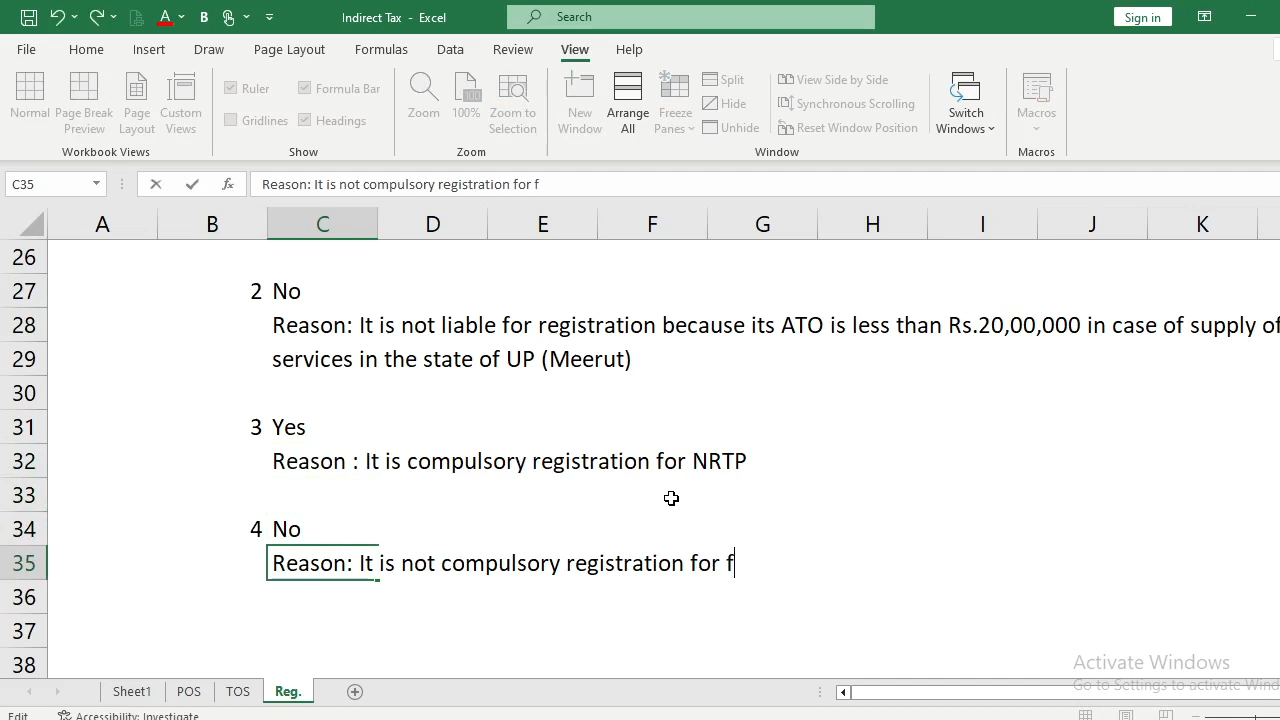 Indirect Tax - Excel
Search
Sign in
File Home Insert Draw Page Layout Formulas Data Review View Help
Normal
Page Break Preview
Page Layout
Custom Views
Workbook Views
Ruler
Formula Bar
Gridlines
Headings
Show
Zoom
100%
Zoom to Selection
Zoom
New Window
Arrange All
Freeze Panes
Split
Hide
Unhide
View Side by Side
Synchronous Scrolling
Reset Window Position
Switch Windows
Window
Macros
Macros
C35
fx
Reason: It is not compulsory registration for f
A B C D E F G H I J K
26
27 2 No
28 Reason: It is not liable for registration because its ATO is less than Rs.20,00,000 in case of supply of
29 services in the state of UP (Meerut)
30
31 3 Yes
32 Reason : It is compulsory registration for NRTP
33
34 4 No
35 Reason: It is not compulsory registration for f
36
37
38
Activate Windows
Go to Settings to activate Wind
Sheet1 POS TOS Reg.
Edit Accessibility: Investigate